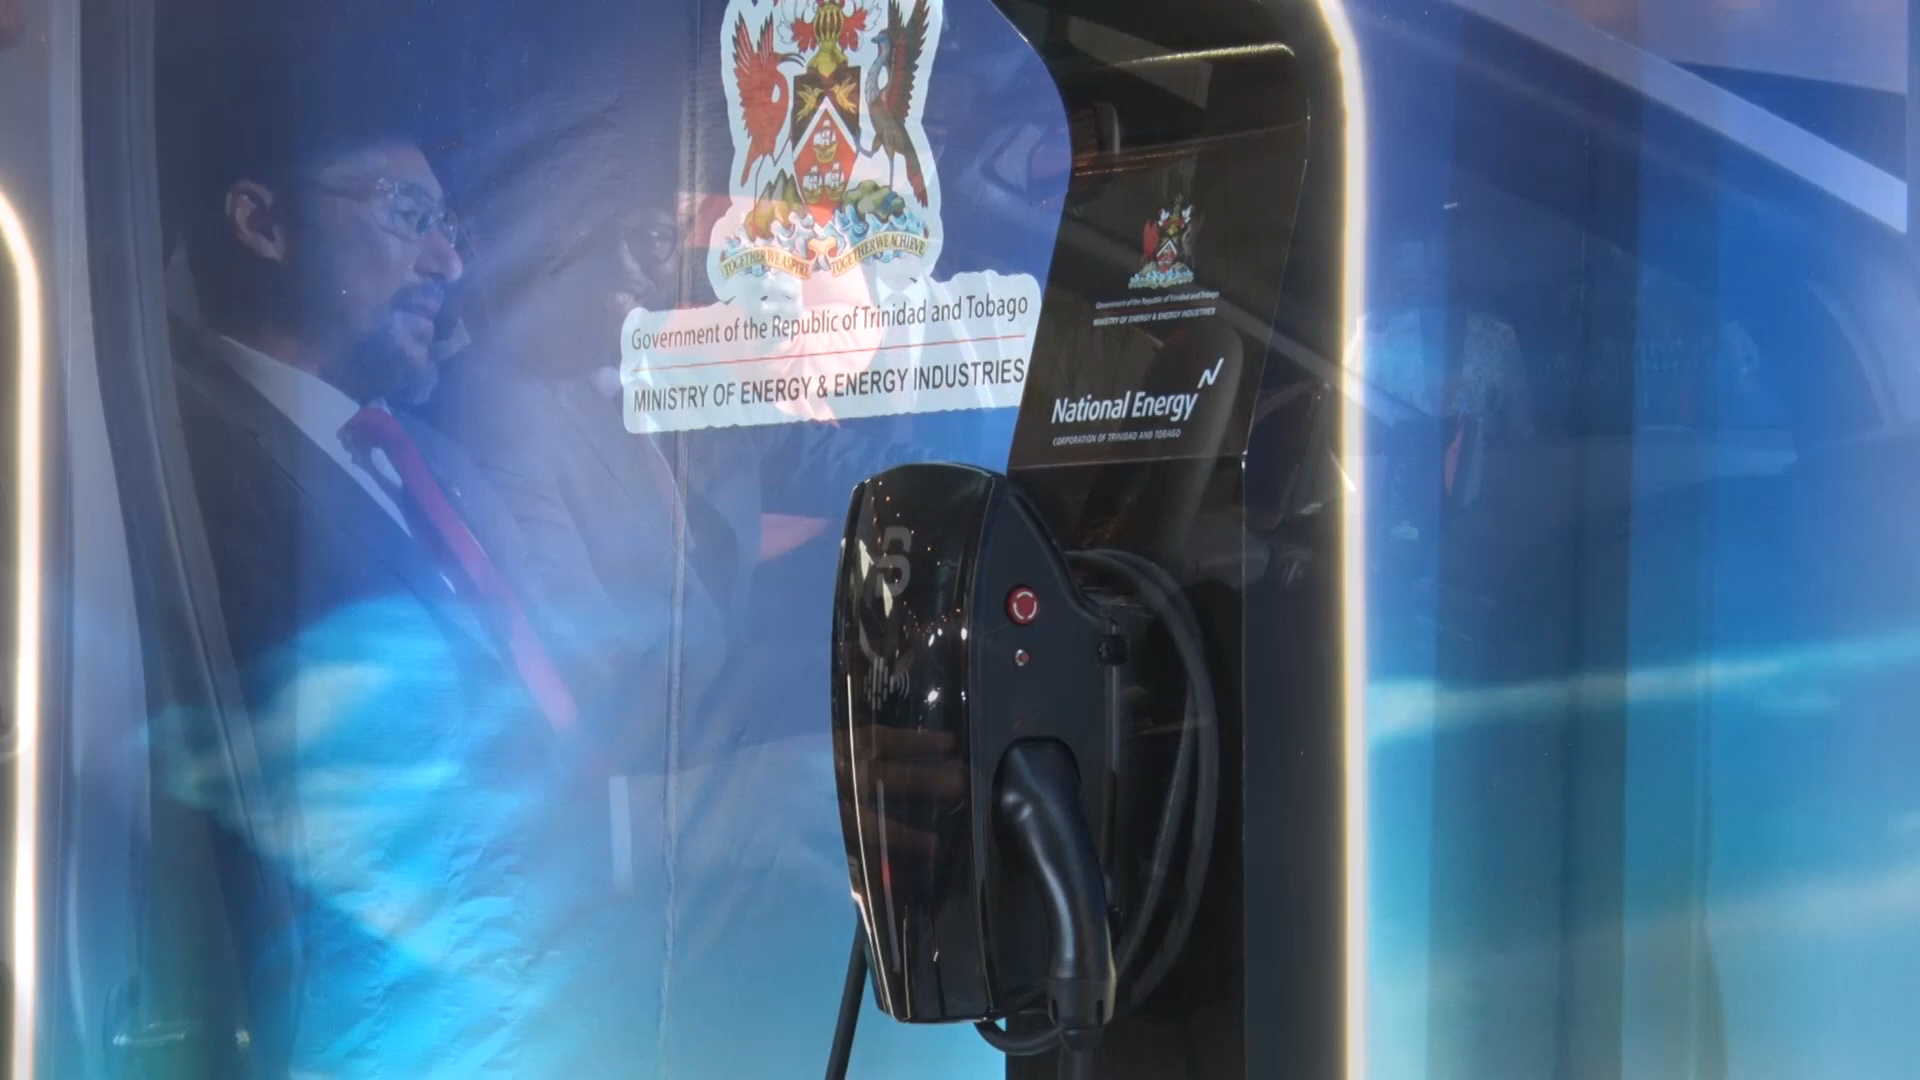 TOGETHER WE ASPIRE TOGETHER WE ACHIEVE
Government of the Republic of Trinidad and Tobago
MINISTRY OF ENERGY & ENERGY INDUSTRIES
Government of the Republic of Trinidad and Tobago
MINISTRY OF ENERGY & ENERGY INDUSTRIES
National Energy
CORPORATION OF TRINIDAD AND TOBAGO